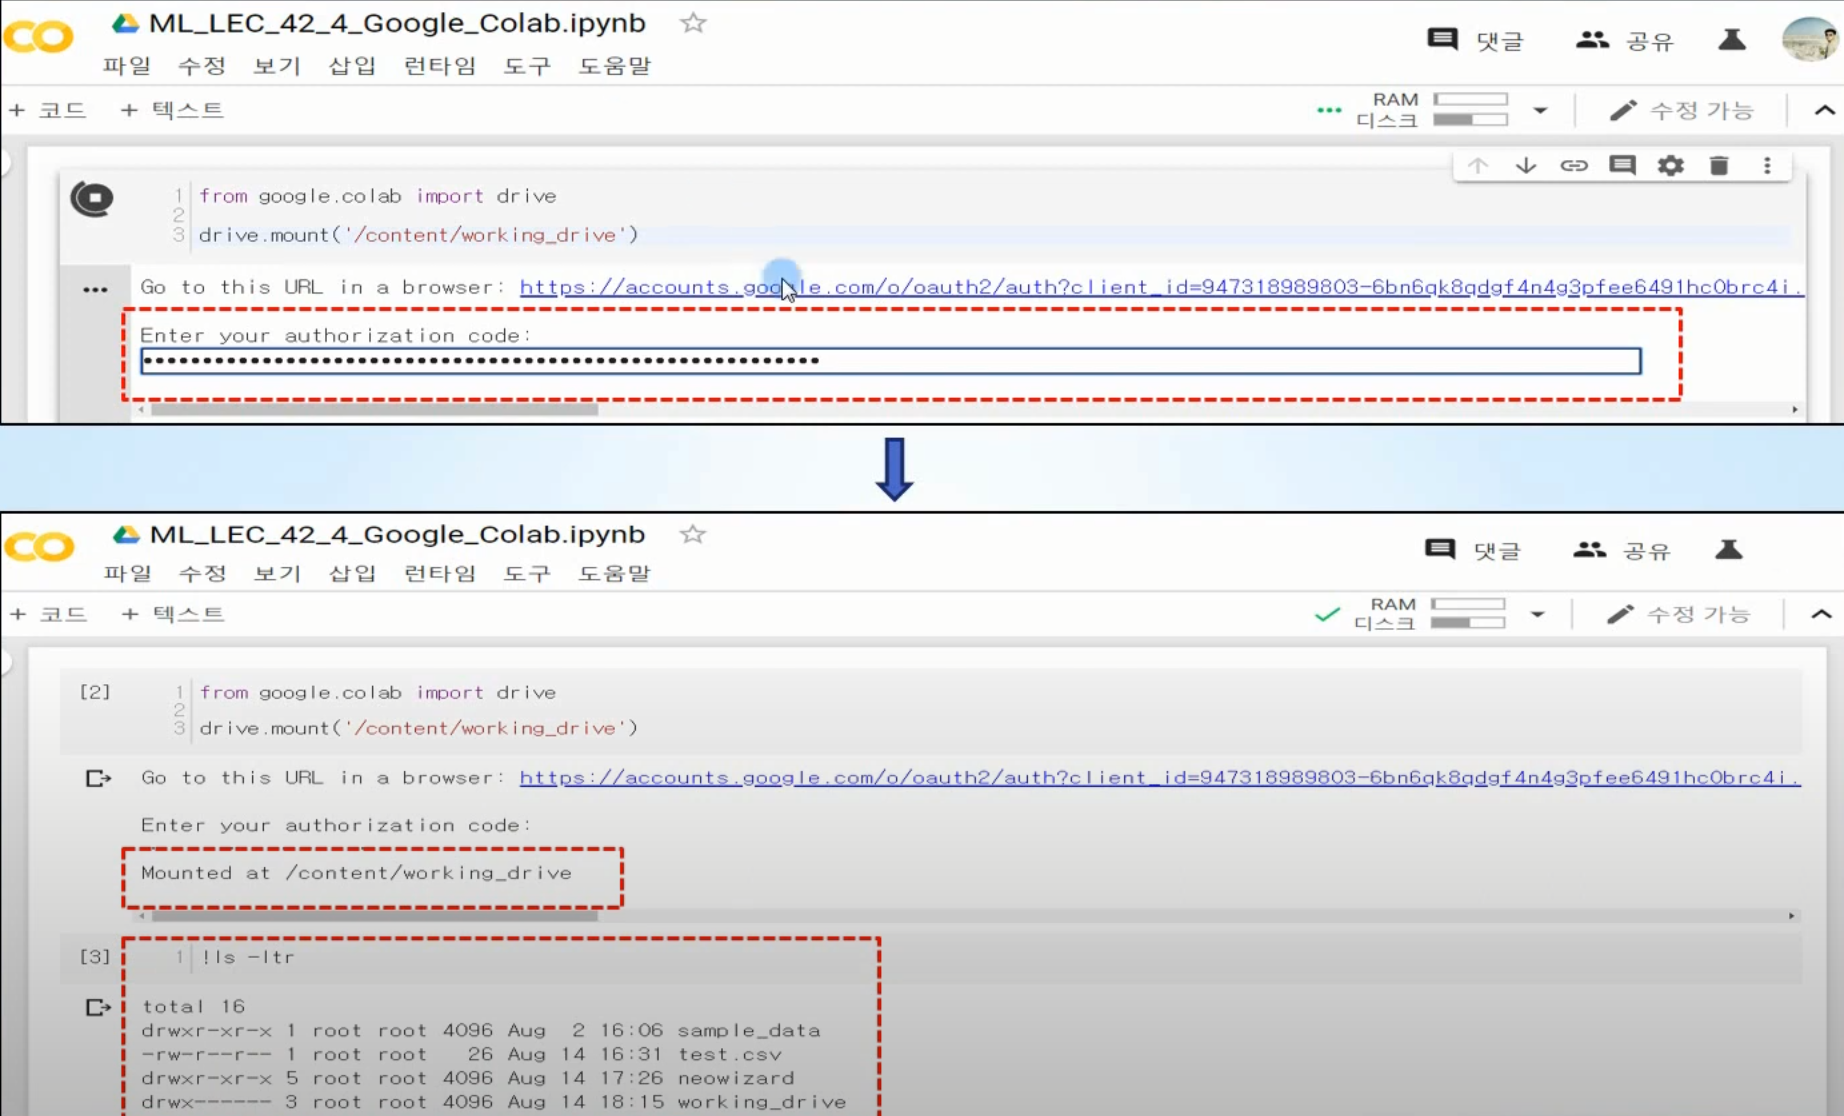 ML_LEC_42_4_Google_Colab.ipynb
댓글 공유
파일 수정 보기 삽입 런타임 도구 도움말
+ 코드 + 텍스트
RAM
디스크
수정 가능
1 from google.colab import drive
2
3 drive.mount('/content/working_drive')
Go to this URL in a browser: https://accounts.google.com/o/oauth2/auth?client_id=947318989803-6bn6qk8qdgf4n4g3pfee6491hc0brc4i.
Enter your authorization code:
ML_LEC_42_4_Google_Colab.ipynb
댓글 공유
파일 수정 보기 삽입 런타임 도구 도움말
+ 코드 + 텍스트
RAM
디스크
수정 가능
[2] 1 from google.colab import drive
2
3 drive.mount('/content/working_drive')
Go to this URL in a browser: https://accounts.google.com/o/oauth2/auth?client_id=947318989803-6bn6qk8qdgf4n4g3pfee6491hc0brc4i.
Enter your authorization code:
Mounted at /content/working_drive
[3] 1 !ls -ltr
total 16
drwxr-xr-x 1 root root 4096 Aug  2 16:06 sample_data
-rw-r--r-- 1 root root   26 Aug 14 16:31 test.csv
drwxr-xr-x 5 root root 4096 Aug 14 17:26 neowizard
drwx------ 3 root root 4096 Aug 14 18:15 working_drive